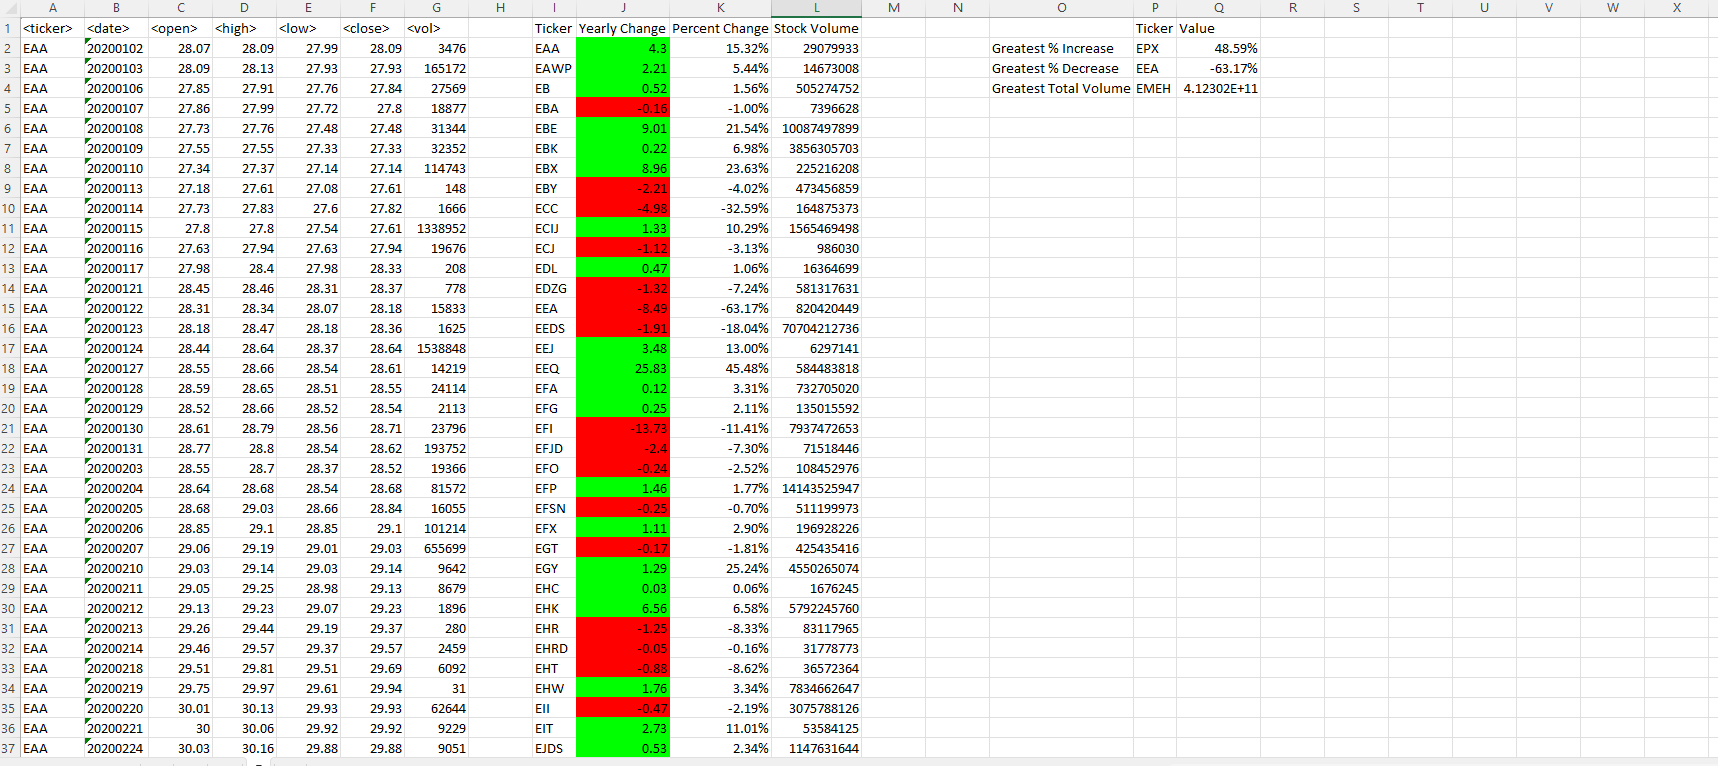 A B C D E F G H I J K L M N O P Q R S T U V W X
1 <ticker> <date> <open> <high> <low> <close> <vol> Ticker Yearly Change Percent Change Stock Volume Ticker Value
2 EAA 20200102 28.07 28.09 27.99 28.09 3476 EAA 4.3 15.32% 29079933 Greatest % Increase EPX 48.59%
3 EAA 20200103 28.09 28.13 27.93 27.93 165172 EAWP 2.21 5.44% 14673008 Greatest % Decrease EEA -63.17%
4 EAA 20200106 27.85 27.91 27.76 27.84 27569 EB 0.52 1.56% 505274752 Greatest Total Volume EMEH 4.12302E+11
5 EAA 20200107 27.86 27.99 27.72 27.8 18877 EBA -0.16 -1.00% 7396628
6 EAA 20200108 27.73 27.76 27.48 27.48 31344 EBE 9.01 21.54% 10087497899
7 EAA 20200109 27.55 27.55 27.33 27.33 32352 EBK 0.22 6.98% 3856305703
8 EAA 20200110 27.34 27.37 27.14 27.14 114743 EBX 8.96 23.63% 225216208
9 EAA 20200113 27.18 27.61 27.08 27.61 148 EBY -2.21 -4.02% 473456859
10 EAA 20200114 27.73 27.83 27.6 27.82 1666 ECC -4.98 -32.59% 164875373
11 EAA 20200115 27.8 27.8 27.54 27.61 1338952 ECIJ 1.33 10.29% 1565469498
12 EAA 20200116 27.63 27.94 27.63 27.94 19676 ECJ -1.12 -3.13% 986030
13 EAA 20200117 27.98 28.4 27.98 28.33 208 EDL 0.47 1.06% 16364699
14 EAA 20200121 28.45 28.46 28.31 28.37 778 EDZG -1.32 -7.24% 581317631
15 EAA 20200122 28.31 28.34 28.07 28.18 15833 EEA -8.49 -63.17% 820420449
16 EAA 20200123 28.18 28.47 28.18 28.36 1625 EEDS -1.91 -18.04% 70704212736
17 EAA 20200124 28.44 28.64 28.37 28.64 1538848 EEJ 3.48 13.00% 6297141
18 EAA 20200127 28.55 28.66 28.54 28.61 14219 EEQ 25.83 45.48% 584483818
19 EAA 20200128 28.59 28.65 28.51 28.55 24114 EFA 0.12 3.31% 732705020
20 EAA 20200129 28.52 28.66 28.52 28.54 2113 EFG 0.25 2.11% 135015592
21 EAA 20200130 28.61 28.79 28.56 28.71 23796 EFI -13.73 -11.41% 7937472653
22 EAA 20200131 28.77 28.8 28.54 28.62 193752 EFJD -2.4 -7.30% 71518446
23 EAA 20200203 28.55 28.7 28.37 28.52 19366 EFO -0.24 -2.52% 108452976
24 EAA 20200204 28.64 28.68 28.54 28.68 81572 EFP 1.46 1.77% 14143525947
25 EAA 20200205 28.68 29.03 28.66 28.84 16055 EFSN -0.25 -0.70% 511199973
26 EAA 20200206 28.85 29.1 28.85 29.1 101214 EFX 1.11 2.90% 196928226
27 EAA 20200207 29.06 29.19 29.01 29.03 655699 EGT -0.17 -1.81% 425435416
28 EAA 20200210 29.03 29.14 29.03 29.14 9642 EGY 1.29 25.24% 4550265074
29 EAA 20200211 29.05 29.25 28.98 29.13 8679 EHC 0.03 0.06% 1676245
30 EAA 20200212 29.13 29.23 29.07 29.23 1896 EHK 6.56 6.58% 5792245760
31 EAA 20200213 29.26 29.44 29.19 29.37 280 EHR -1.25 -8.33% 83117965
32 EAA 20200214 29.46 29.57 29.37 29.57 2459 EHRD -0.05 -0.16% 31778773
33 EAA 20200218 29.51 29.81 29.51 29.69 6092 EHT -0.88 -8.62% 36572364
34 EAA 20200219 29.75 29.97 29.61 29.94 31 EHW 1.76 3.34% 7834662647
35 EAA 20200220 30.01 30.13 29.93 29.93 62644 EII -0.47 -2.19% 3075788126
36 EAA 20200221 30 30.06 29.92 29.92 9229 EIT 2.73 11.01% 53584125
37 EAA 20200224 30.03 30.16 29.88 29.88 9051 EJDS 0.53 2.34% 1147631644